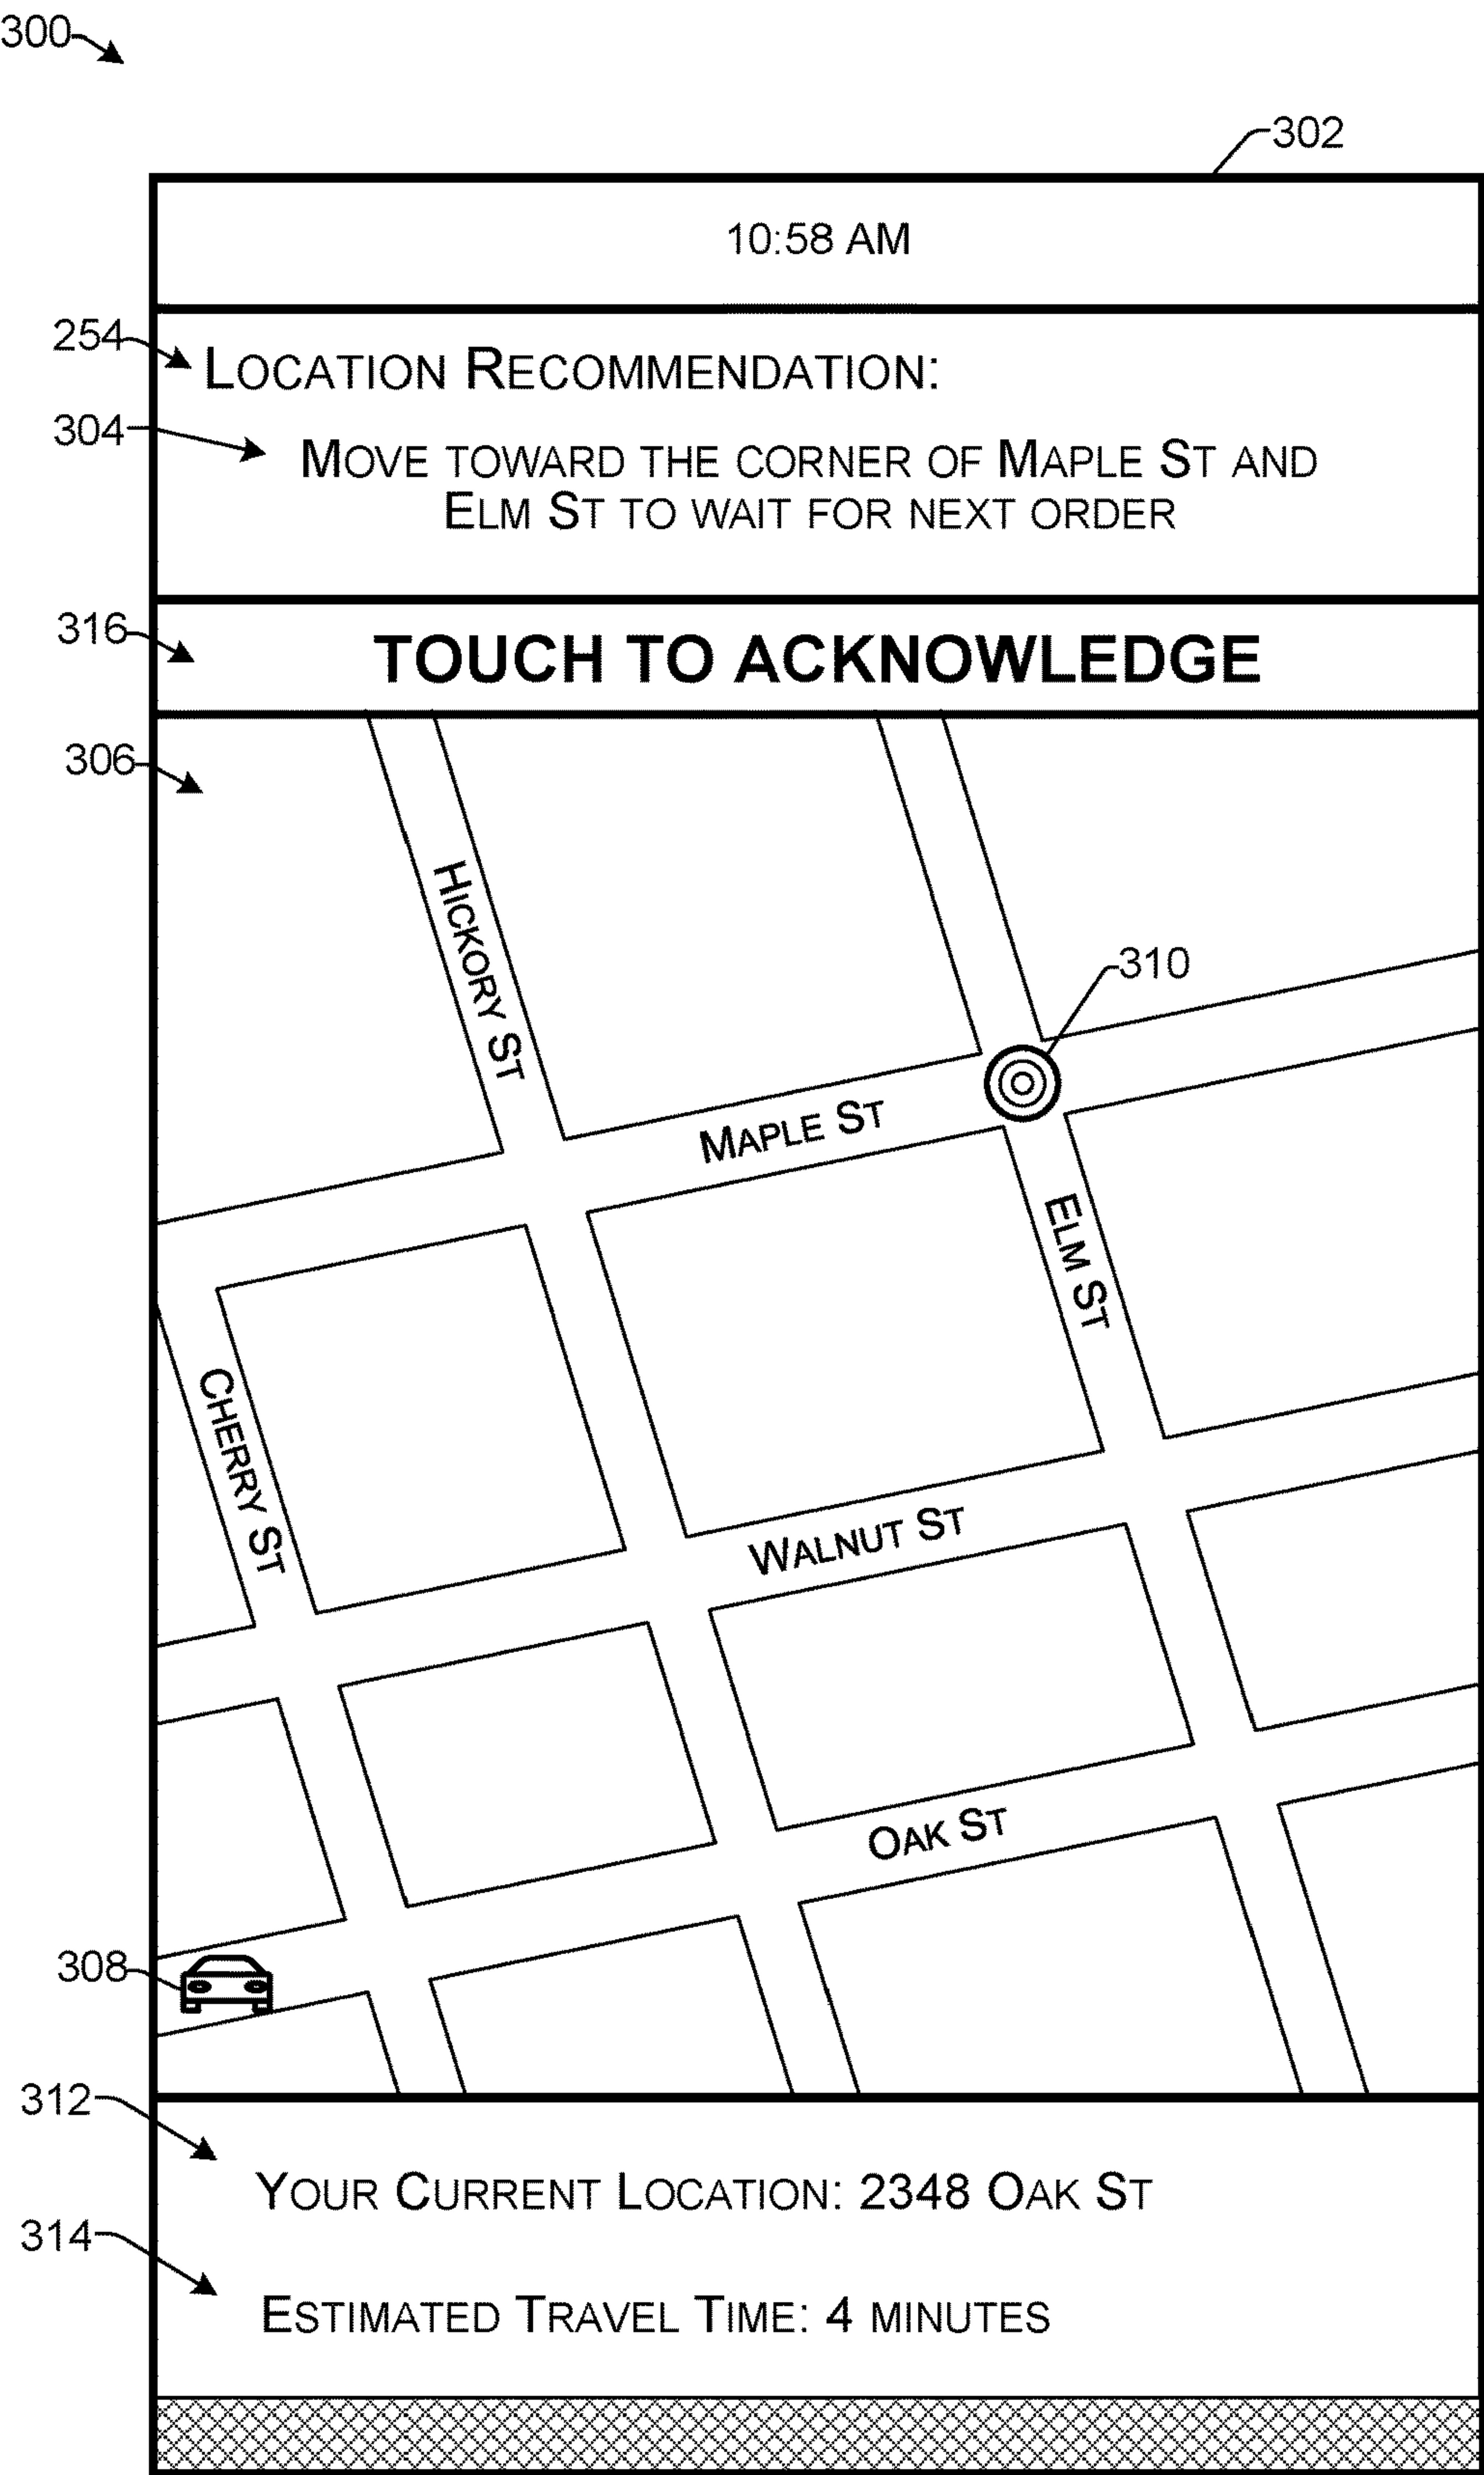 300
302
10:58 AM
254
LOCATION RECOMMENDATION:
304
MOVE TOWARD THE CORNER OF MAPLE ST AND
ELM ST TO WAIT FOR NEXT ORDER
316
TOUCH TO ACKNOWLEDGE
306
HICKORY ST
310
MAPLE ST
ELM ST
CHERRY ST
WALNUT ST
OAK ST
308
312
YOUR CURRENT LOCATION: 2348 OAK ST
314
ESTIMATED TRAVEL TIME: 4 MINUTES